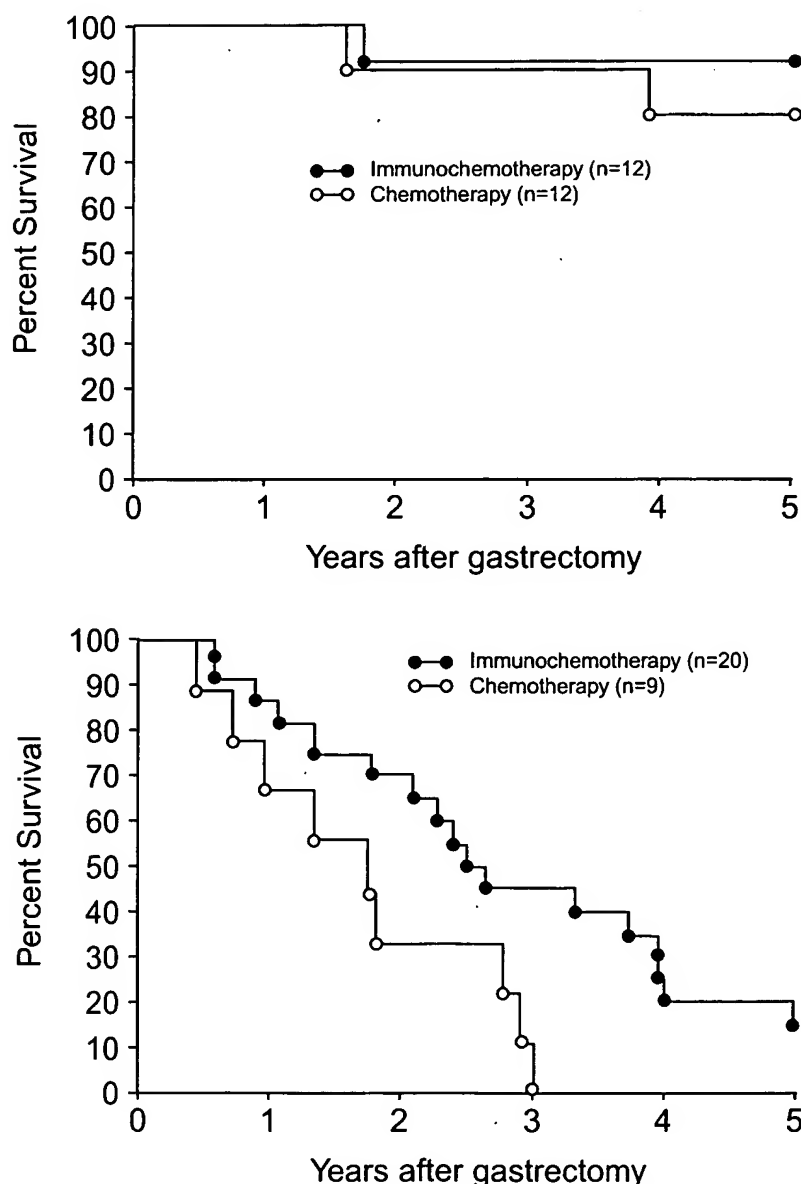 100
90
80
70
60
50
40
30
20
10
0
Percent Survival
Immunochemotherapy (n=12)
Chemotherapy (n=12)
0 1 2 3 4 5
Years after gastrectomy
100
90
80
70
60
50
40
30
20
10
0
Percent Survival
Immunochemotherapy (n=20)
Chemotherapy (n=9)
0 1 2 3 4 5
Years after gastrectomy